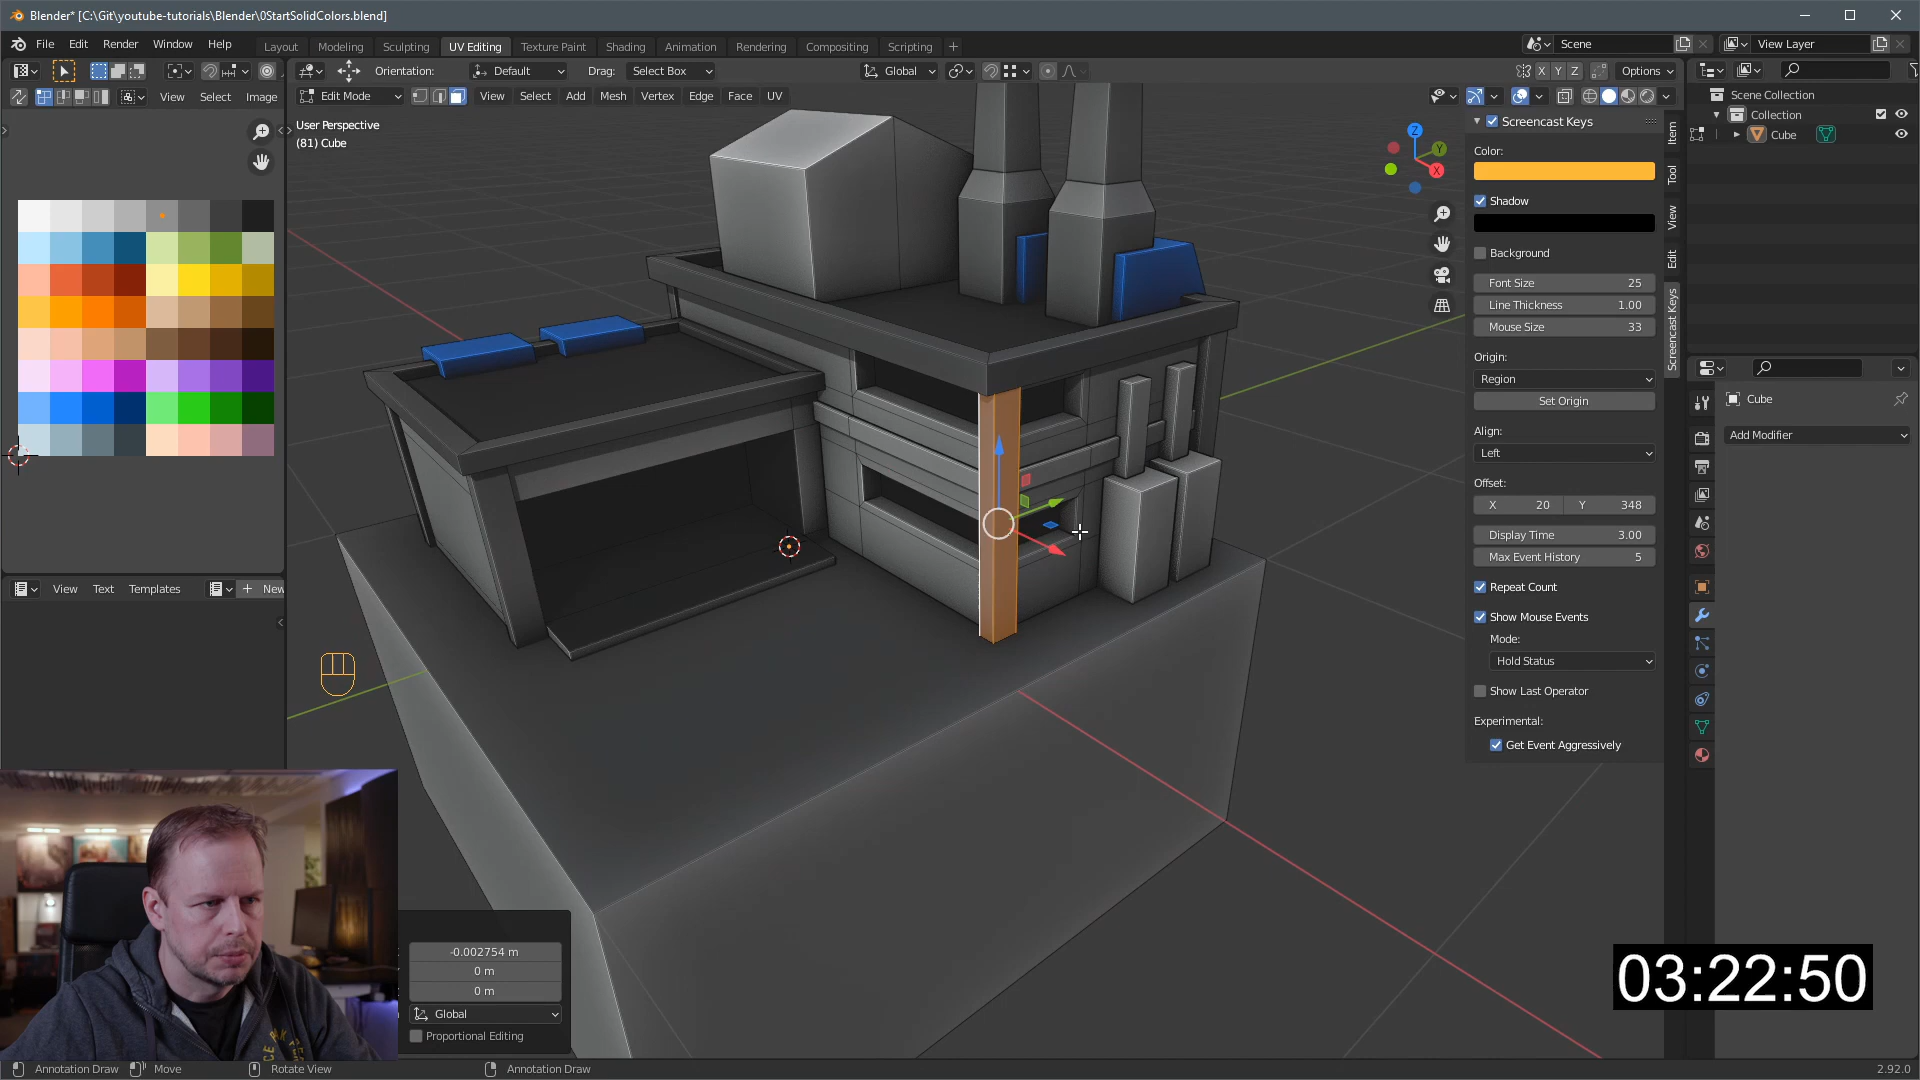 Blender* [C:\Git\youtube-tutorials\Blender\0StartSolidColors.blend]
File Edit Render Window Help Layout Modeling Sculpting UV Editing Texture Paint Shading Animation Rendering Compositing Scripting + Scene View Layer
Orientation: Default Drag: Select Box Global X Y Z Options
View Select Image Edit Mode View Select Add Mesh Vertex Edge Face UV
User Perspective
(81) Cube
Z
Y
X
Screencast Keys
Color:
Shadow
Background
Font Size 25
Line Thickness 1.00
Mouse Size 33
Origin:
Region
Set Origin
Align:
Left
Offset:
X 20 Y 348
Display Time 3.00
Max Event History 5
Repeat Count
Show Mouse Events
Mode:
Hold Status
Show Last Operator
Experimental:
Get Event Aggressively
Item
Tool
View
Edit
Screencast Keys
Scene Collection
Collection
Cube
Cube
Add Modifier
View Text Templates + New
-0.002754 m
0 m
0 m
Global
Proportional Editing
03:22:50
Annotation Draw Move Rotate View Annotation Draw 2.92.0